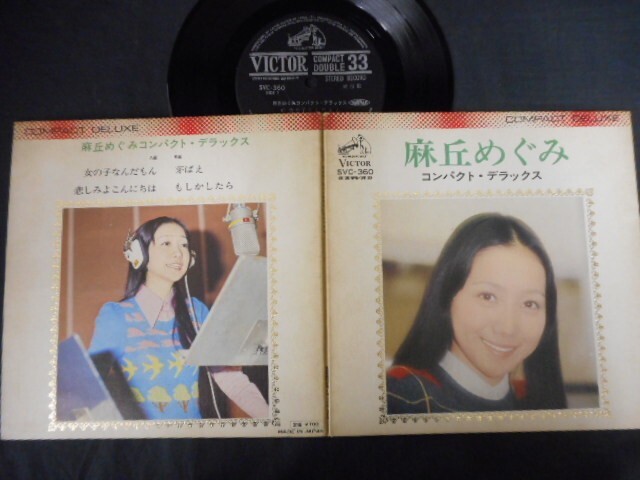 VICTOR
COMPACT
DOUBLE 33
STEREO RECORD
SVC-360
COMPACT DELUXE
麻丘めぐみコンパクト・デラックス
女の子なんだもん
芽ばえ
悲しみよこんにちは
もしかしたら
COMPACT DELUXE
VICTOR
SVC-360
麻丘めぐみ
コンパクト・デラックス